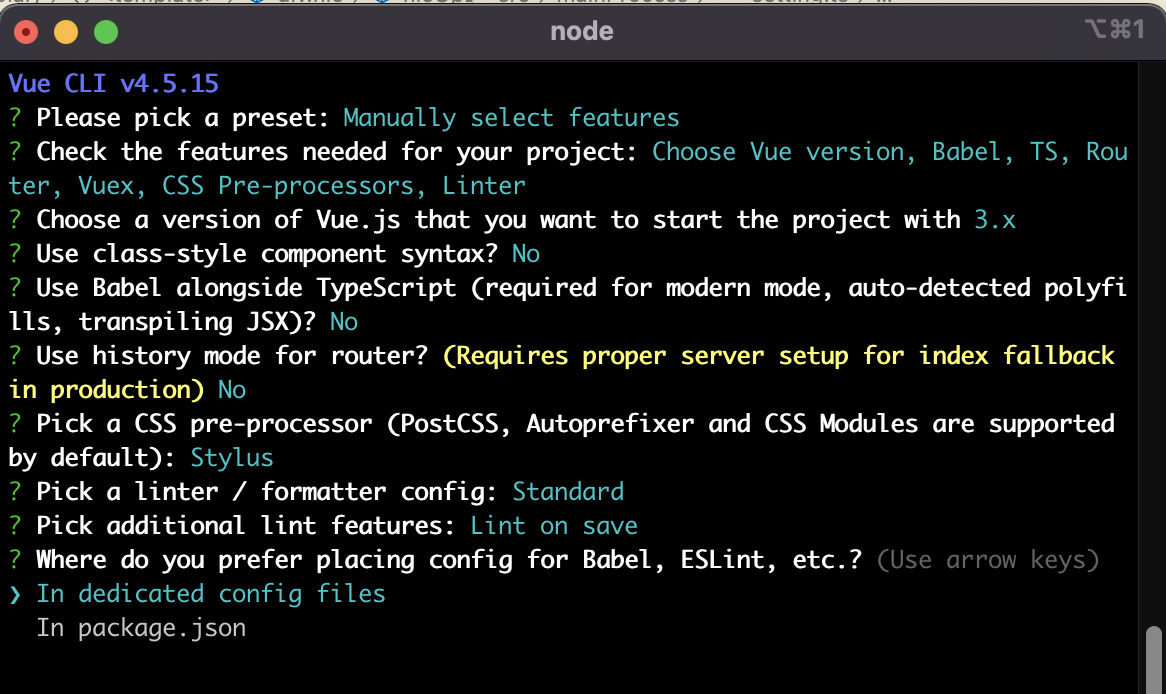 node
⌥⌘1
Vue CLI v4.5.15
? Please pick a preset: Manually select features
? Check the features needed for your project: Choose Vue version, Babel, TS, Rou
ter, Vuex, CSS Pre-processors, Linter
? Choose a version of Vue.js that you want to start the project with 3.x
? Use class-style component syntax? No
? Use Babel alongside TypeScript (required for modern mode, auto-detected polyfi
lls, transpiling JSX)? No
? Use history mode for router? (Requires proper server setup for index fallback
in production) No
? Pick a CSS pre-processor (PostCSS, Autoprefixer and CSS Modules are supported
by default): Stylus
? Pick a linter / formatter config: Standard
? Pick additional lint features: Lint on save
? Where do you prefer placing config for Babel, ESLint, etc.? (Use arrow keys)
❯ In dedicated config files
In package.json